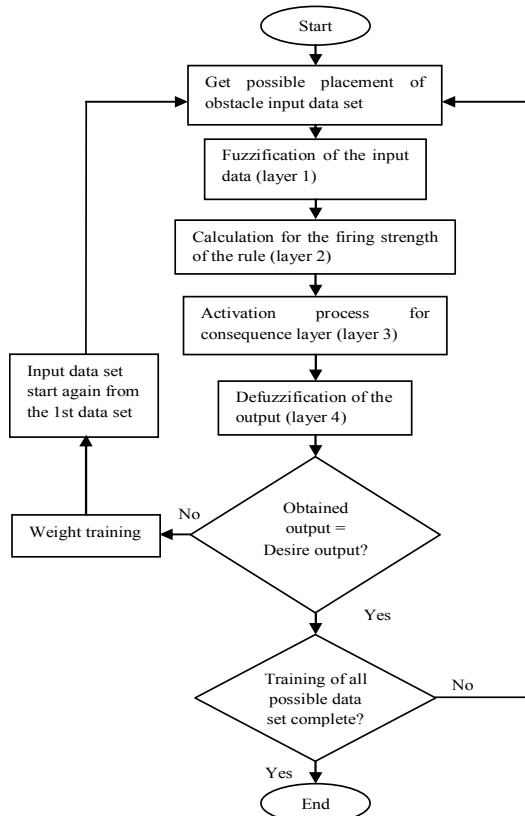 Start
Get possible placement of
obstacle input data set
Fuzzification of the input
data (layer 1)
Calculation for the firing strength
of the rule (layer 2)
Activation process for
consequence layer (layer 3)
Input data set
start again from
the 1st data set
Defuzzification of the
output (layer 4)
No
Weight training
Obtained
output =
Desire output?
Yes
Training of all
possible data
set complete?
No
Yes
End